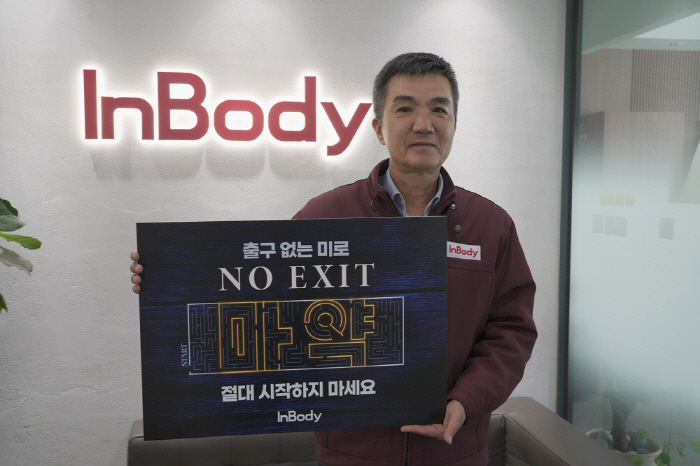 InBody
InBody
출구 없는 미로
NO EXIT
START
마약
절대 시작하지 마세요
InBody